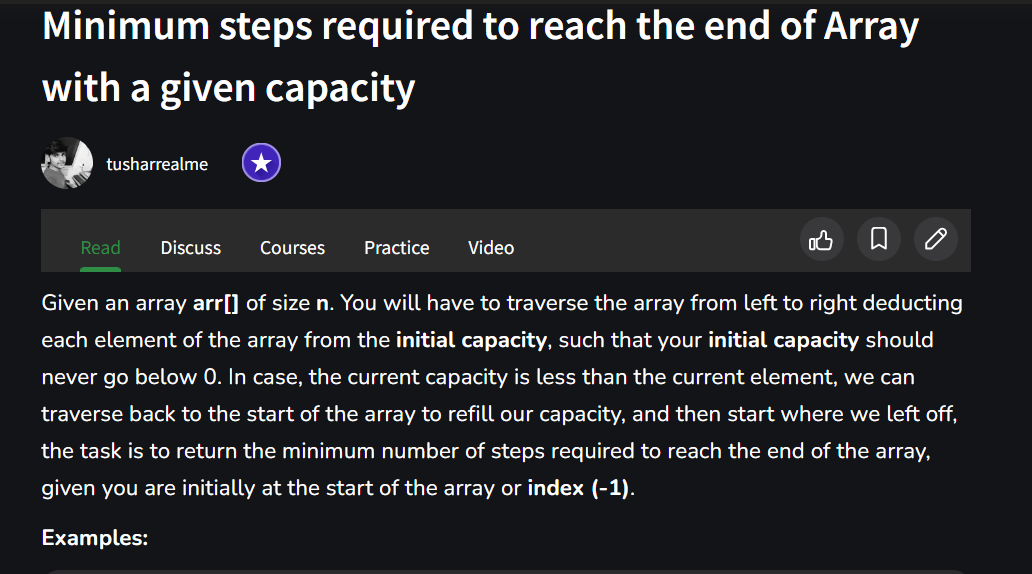 Minimum steps required to reach the end of Array
with a given capacity
tusharrealme
Read Discuss Courses Practice Video
Given an array arr[] of size n. You will have to traverse the array from left to right deducting
each element of the array from the initial capacity, such that your initial capacity should
never go below 0. In case, the current capacity is less than the current element, we can
traverse back to the start of the array to refill our capacity, and then start where we left off,
the task is to return the minimum number of steps required to reach the end of the array,
given you are initially at the start of the array or index (-1).
Examples: